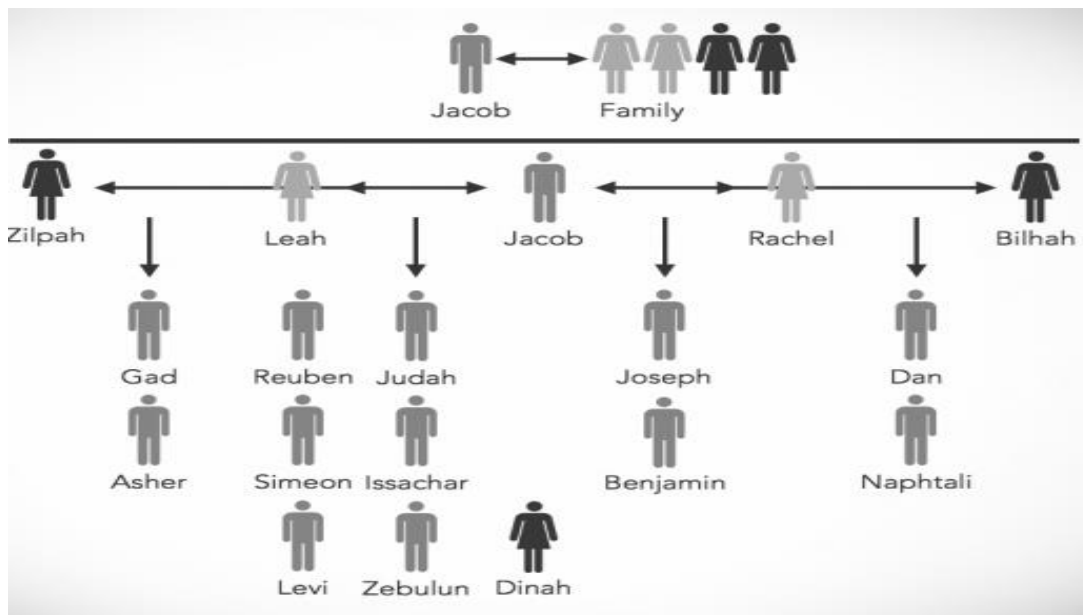 Jacob Family
Zilpah Leah Jacob Rachel Bilhah
Gad Reuben Judah Joseph Dan
Asher Simeon Issachar Benjamin Naphtali
Levi Zebulun Dinah